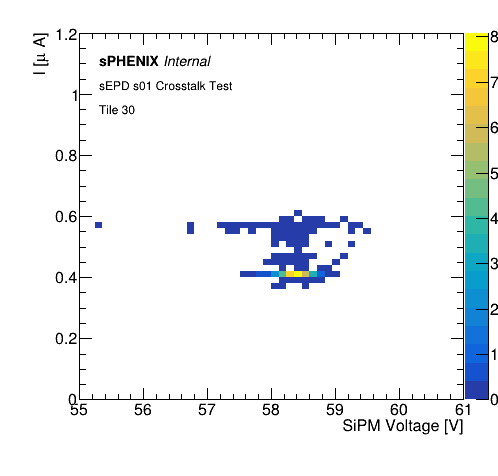 1.2
I [μ A]
sPHENIX Internal
sEPD s01 Crosstalk Test
Tile 30
1
0.8
0.6
0.4
0.2
0
55 56 57 58 59 60 61
SiPM Voltage [V]
8
7
6
5
4
3
2
1
0